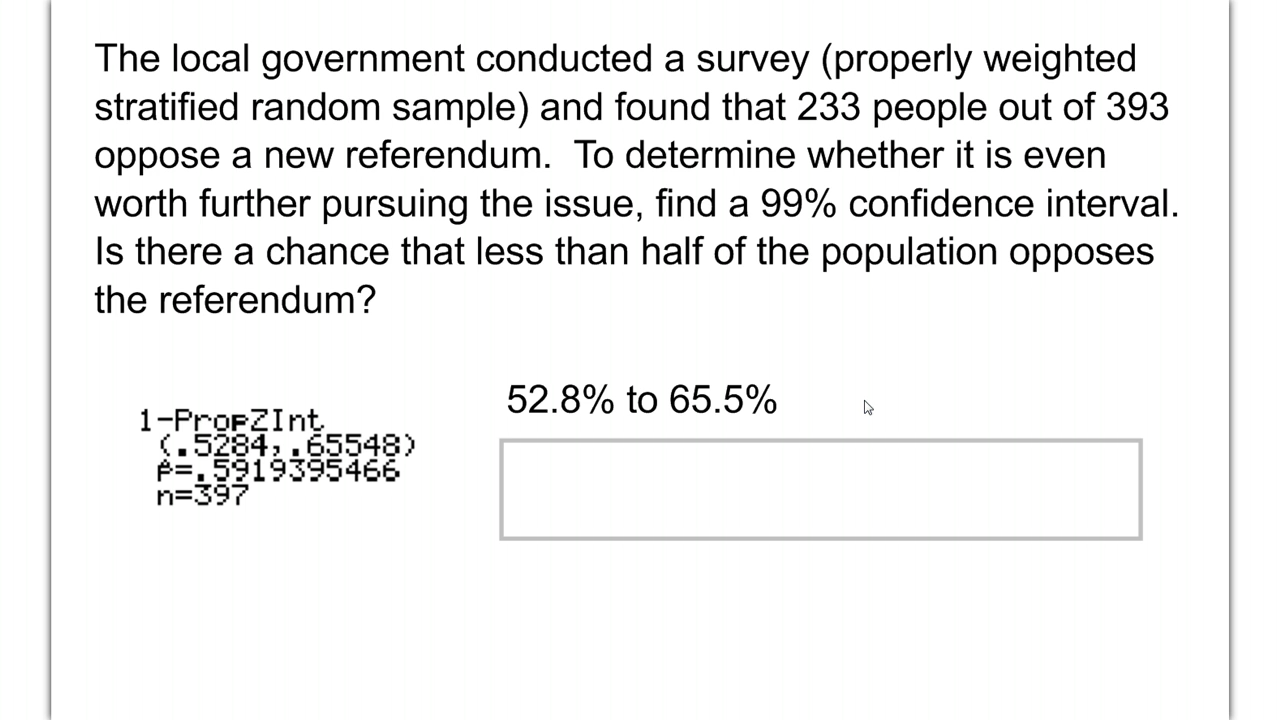 The local government conducted a survey (properly weighted
stratified random sample) and found that 233 people out of 393
oppose a new referendum.  To determine whether it is even
worth further pursuing the issue, find a 99% confidence interval.
Is there a chance that less than half of the population opposes
the referendum?
52.8% to 65.5%
1-PropZInt
(.5284,.65548)
p̂=.5919395466
n=397